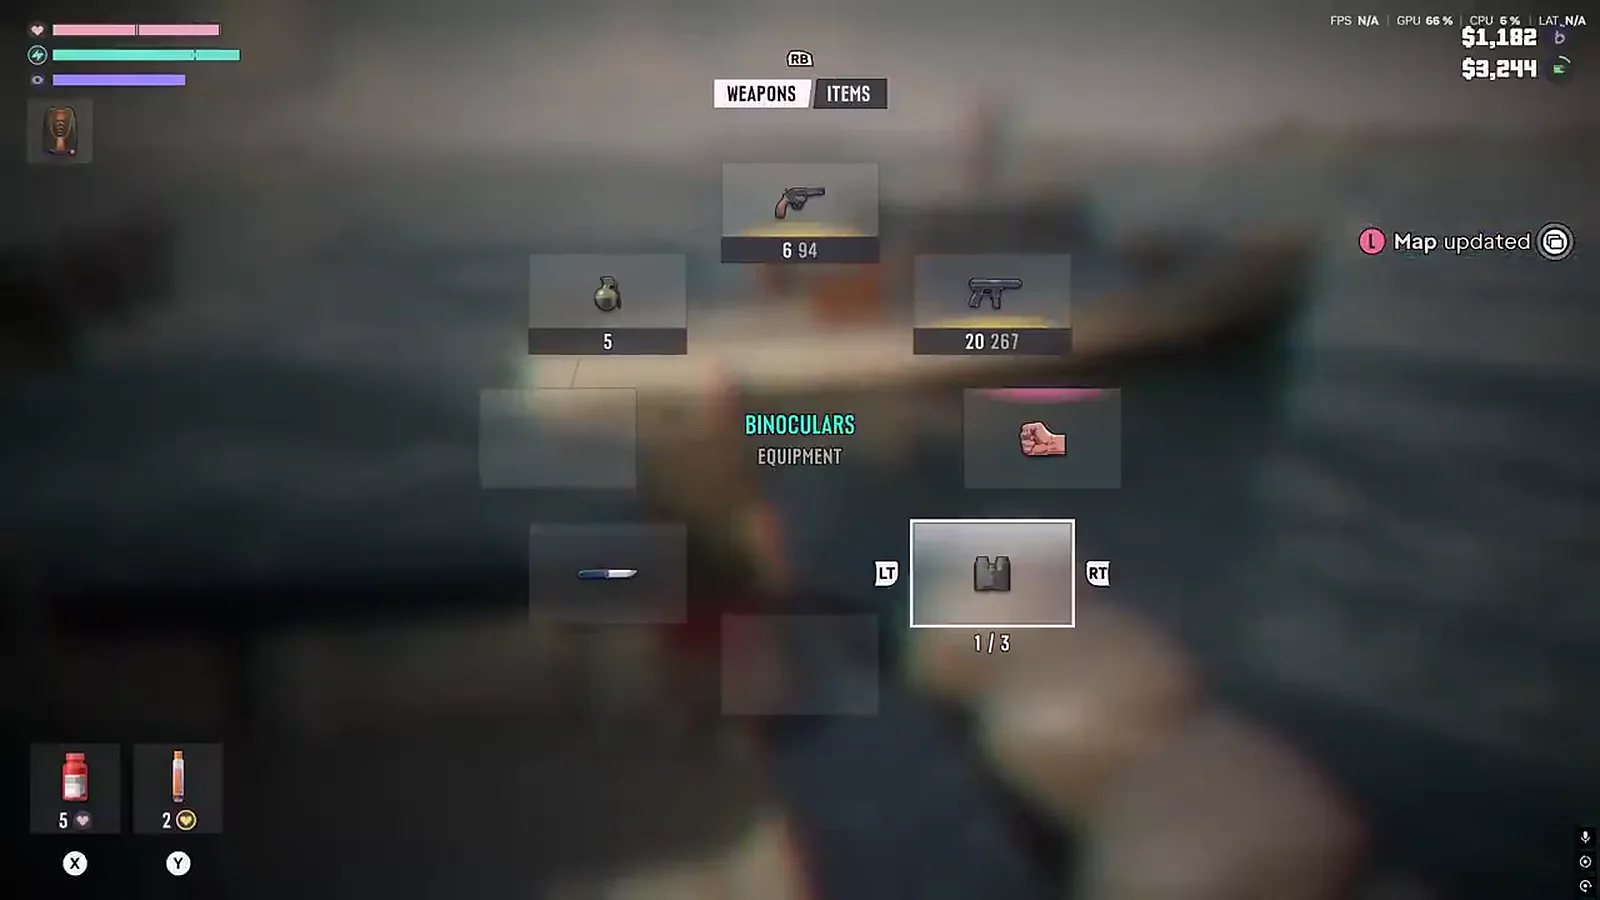 FPS N/A | GPU 66 % | CPU 6 % | LAT N/A
$1,182
$3,244
RB
WEAPONS ITEMS
6 94
5
20 267
L Map updated
BINOCULARS
EQUIPMENT
LT RT
1 / 3
5 2
X Y